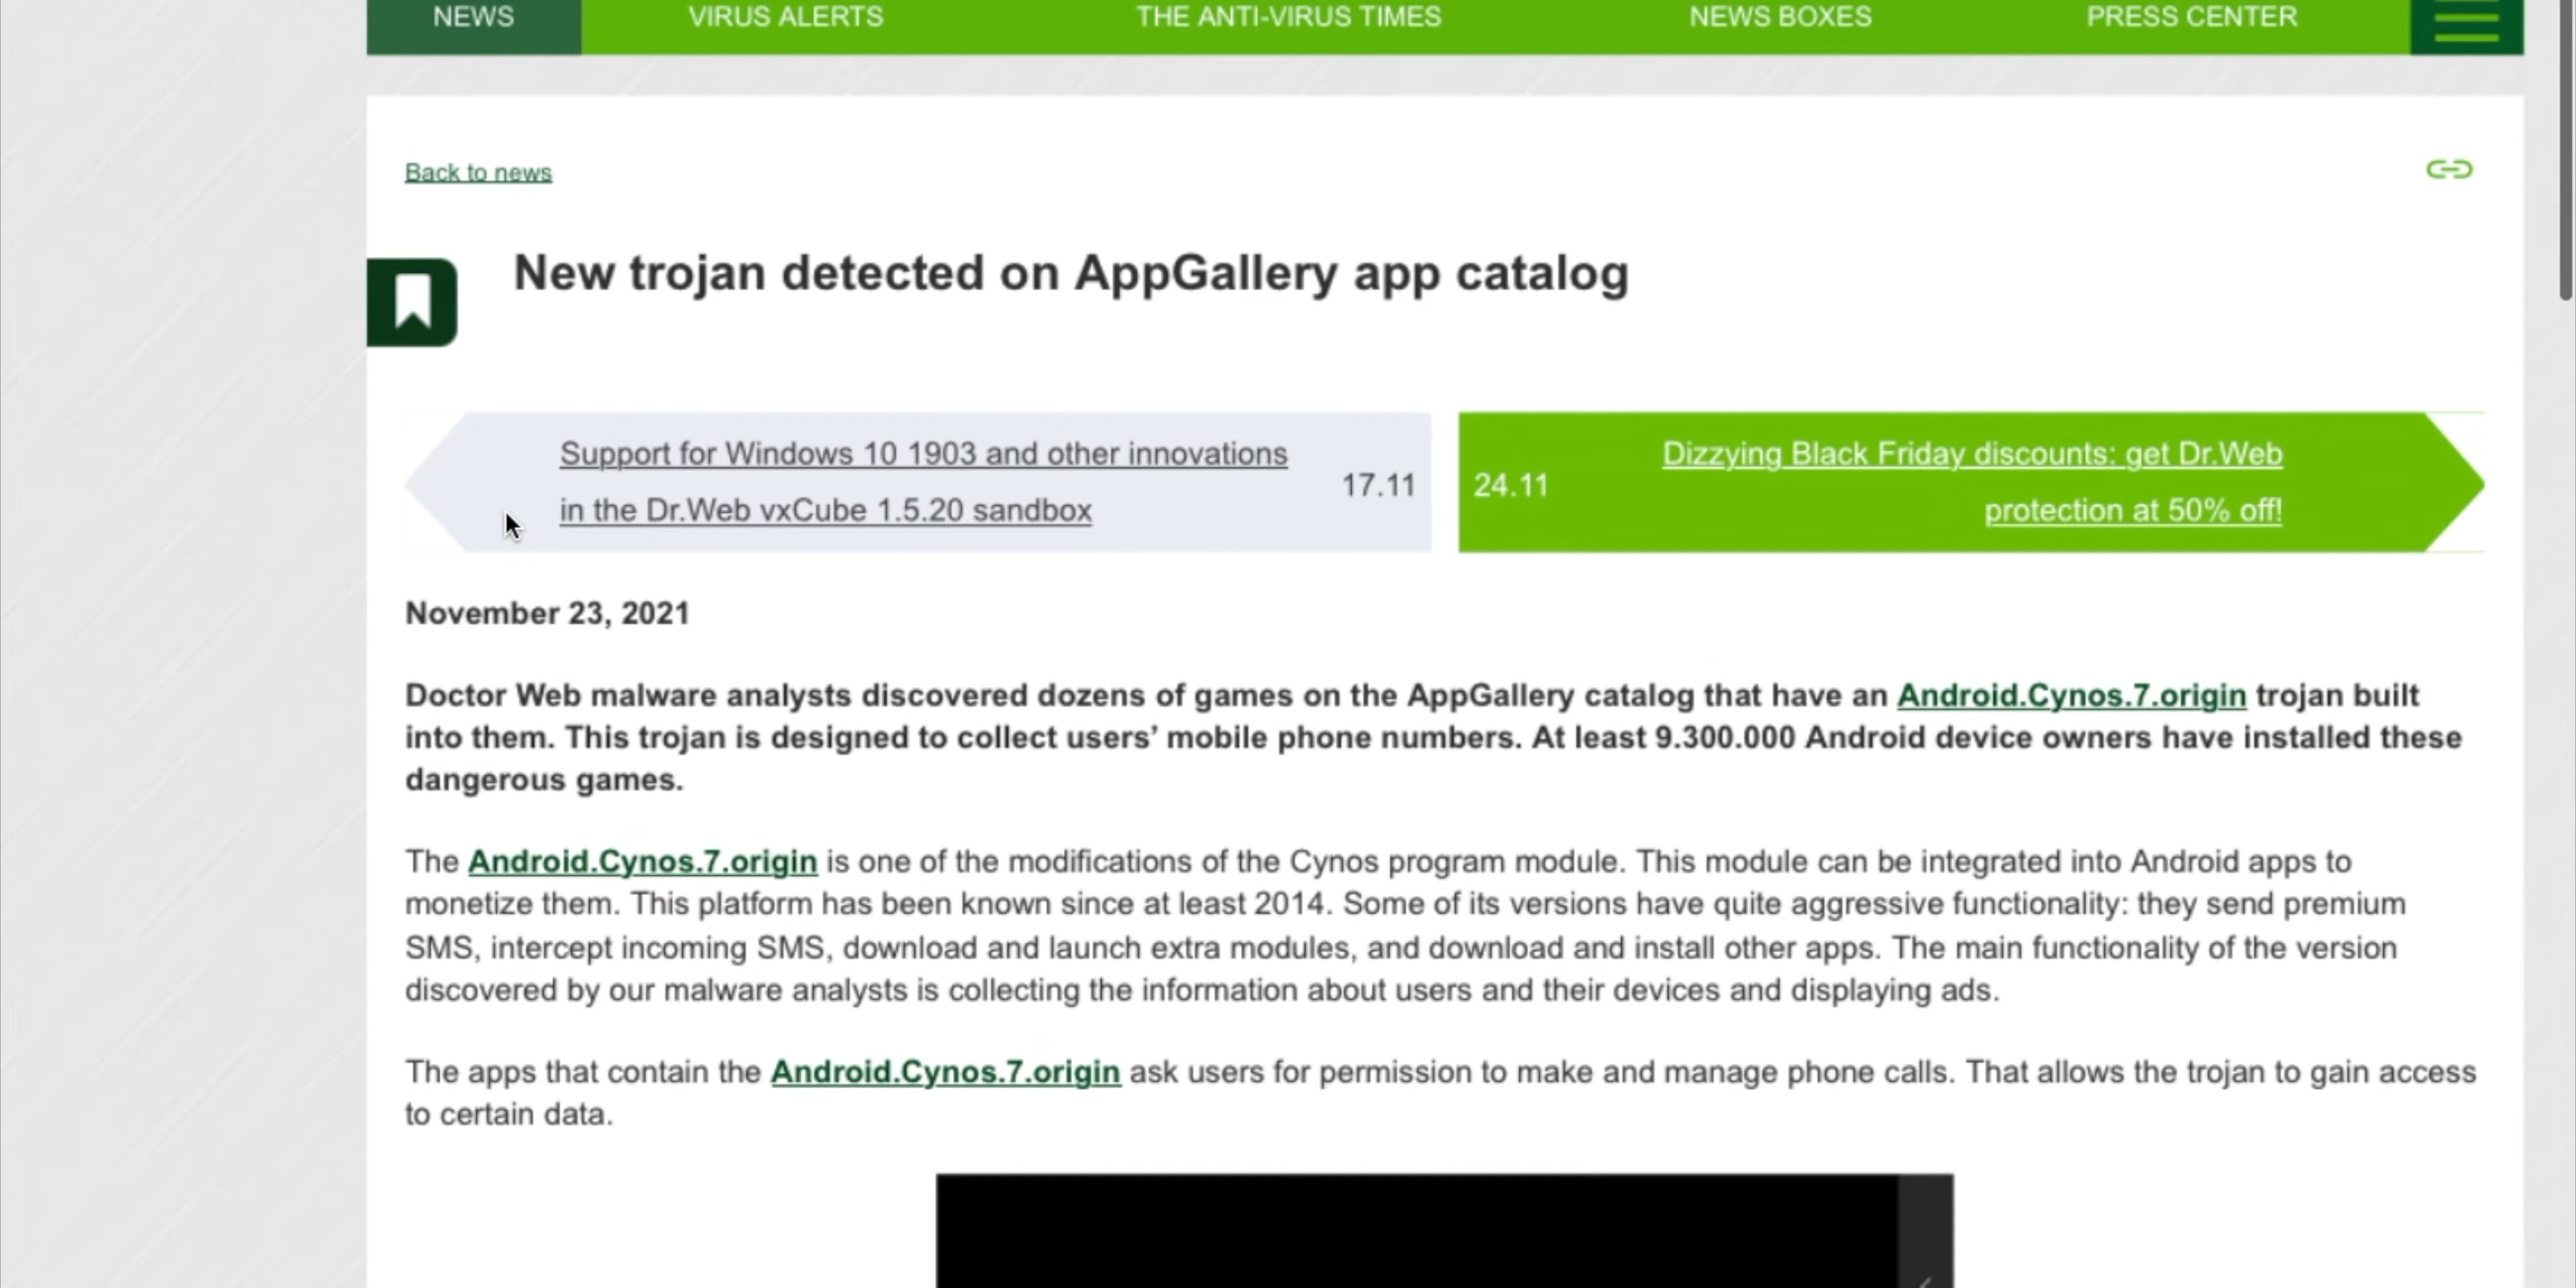 NEWS VIRUS ALERTS THE ANTI-VIRUS TIMES NEWS BOXES PRESS CENTER
Back to news
New trojan detected on AppGallery app catalog
Support for Windows 10 1903 and other innovations
in the Dr.Web vxCube 1.5.20 sandbox
17.11
24.11
Dizzying Black Friday discounts: get Dr.Web
protection at 50% off!
November 23, 2021
Doctor Web malware analysts discovered dozens of games on the AppGallery catalog that have an Android.Cynos.7.origin trojan built
into them. This trojan is designed to collect users’ mobile phone numbers. At least 9.300.000 Android device owners have installed these
dangerous games.
The Android.Cynos.7.origin is one of the modifications of the Cynos program module. This module can be integrated into Android apps to
monetize them. This platform has been known since at least 2014. Some of its versions have quite aggressive functionality: they send premium
SMS, intercept incoming SMS, download and launch extra modules, and download and install other apps. The main functionality of the version
discovered by our malware analysts is collecting the information about users and their devices and displaying ads.
The apps that contain the Android.Cynos.7.origin ask users for permission to make and manage phone calls. That allows the trojan to gain access
to certain data.